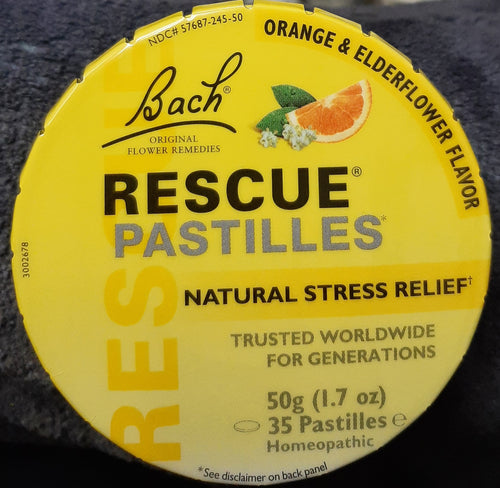 NDC# 57687-245-50
ORANGE & ELDERFLOWER FLAVOR
Bach®
ORIGINAL
FLOWER REMEDIES
RESCUE
RESCUE®
PASTILLES*
NATURAL STRESS RELIEF†
TRUSTED WORLDWIDE
FOR GENERATIONS
50g (1.7 oz)
35 Pastilles ℮
Homeopathic
*See disclaimer on back panel
3002678